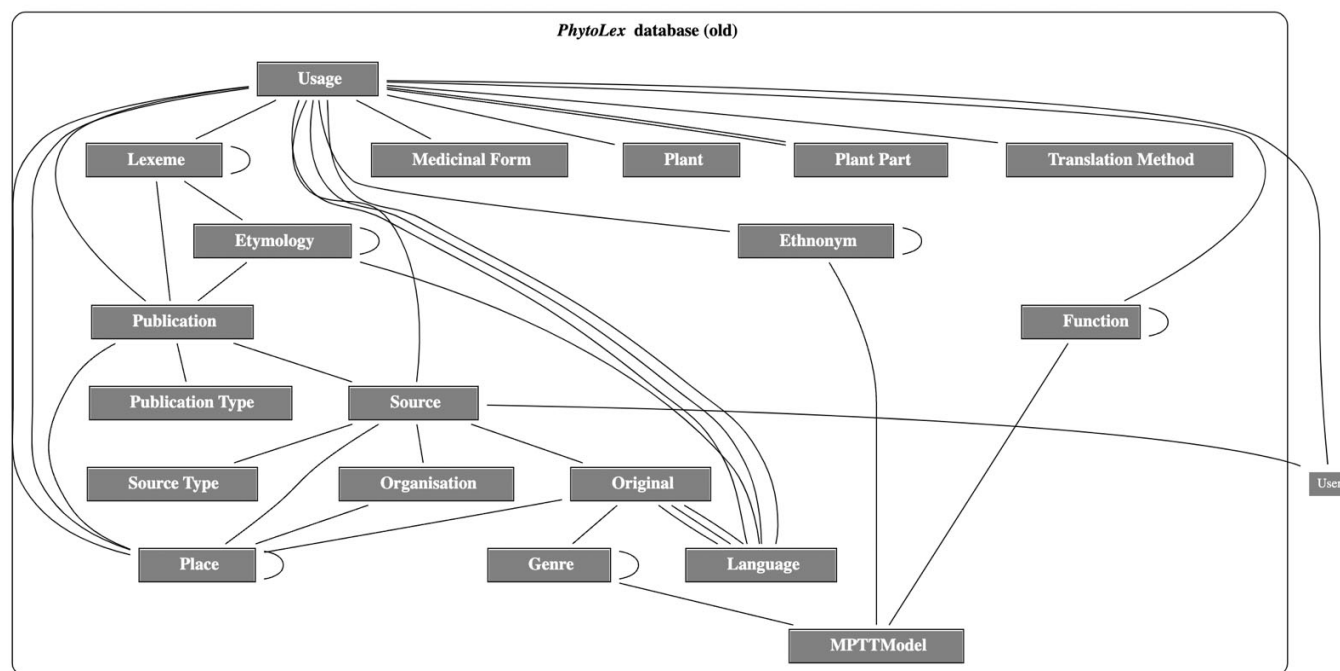 PhytoLex database (old)
Usage
Lexeme
Medicinal Form
Plant
Plant Part
Translation Method
Etymology
Ethnonym
Publication
Function
Publication Type
Source
Source Type
Organisation
Original
User
Place
Genre
Language
MPTTModel